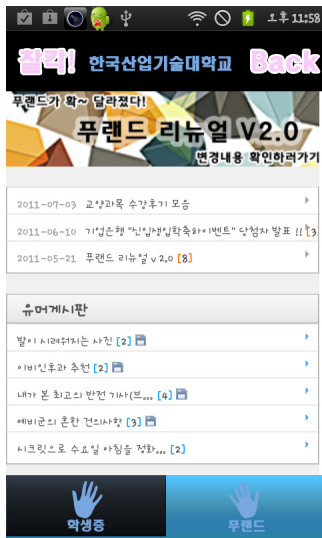 오후 11:58
찰칵! 한국산업기술대학교 Back
푸랜드가 확~ 달라졌다!
푸랜드 리뉴얼 V2.0
변경내용 확인하러가기
2011-07-03 교양과목 수강후기 모음
2011-06-10 기업은행 "신입생입학축하이벤트" 당첨자 발표 !! [3
2011-05-21 푸랜드 리뉴얼 v 2.0 [8]
유머게시판
발이 시려워지는 사진 [2]
이비인후과 추천 [2]
내가 본 최고의 반전 기사(브... [4]
예비군의 흔한 건의사항 [3]
시크릿으로 수요일 아침을 정화... [2]
학생증 푸랜드